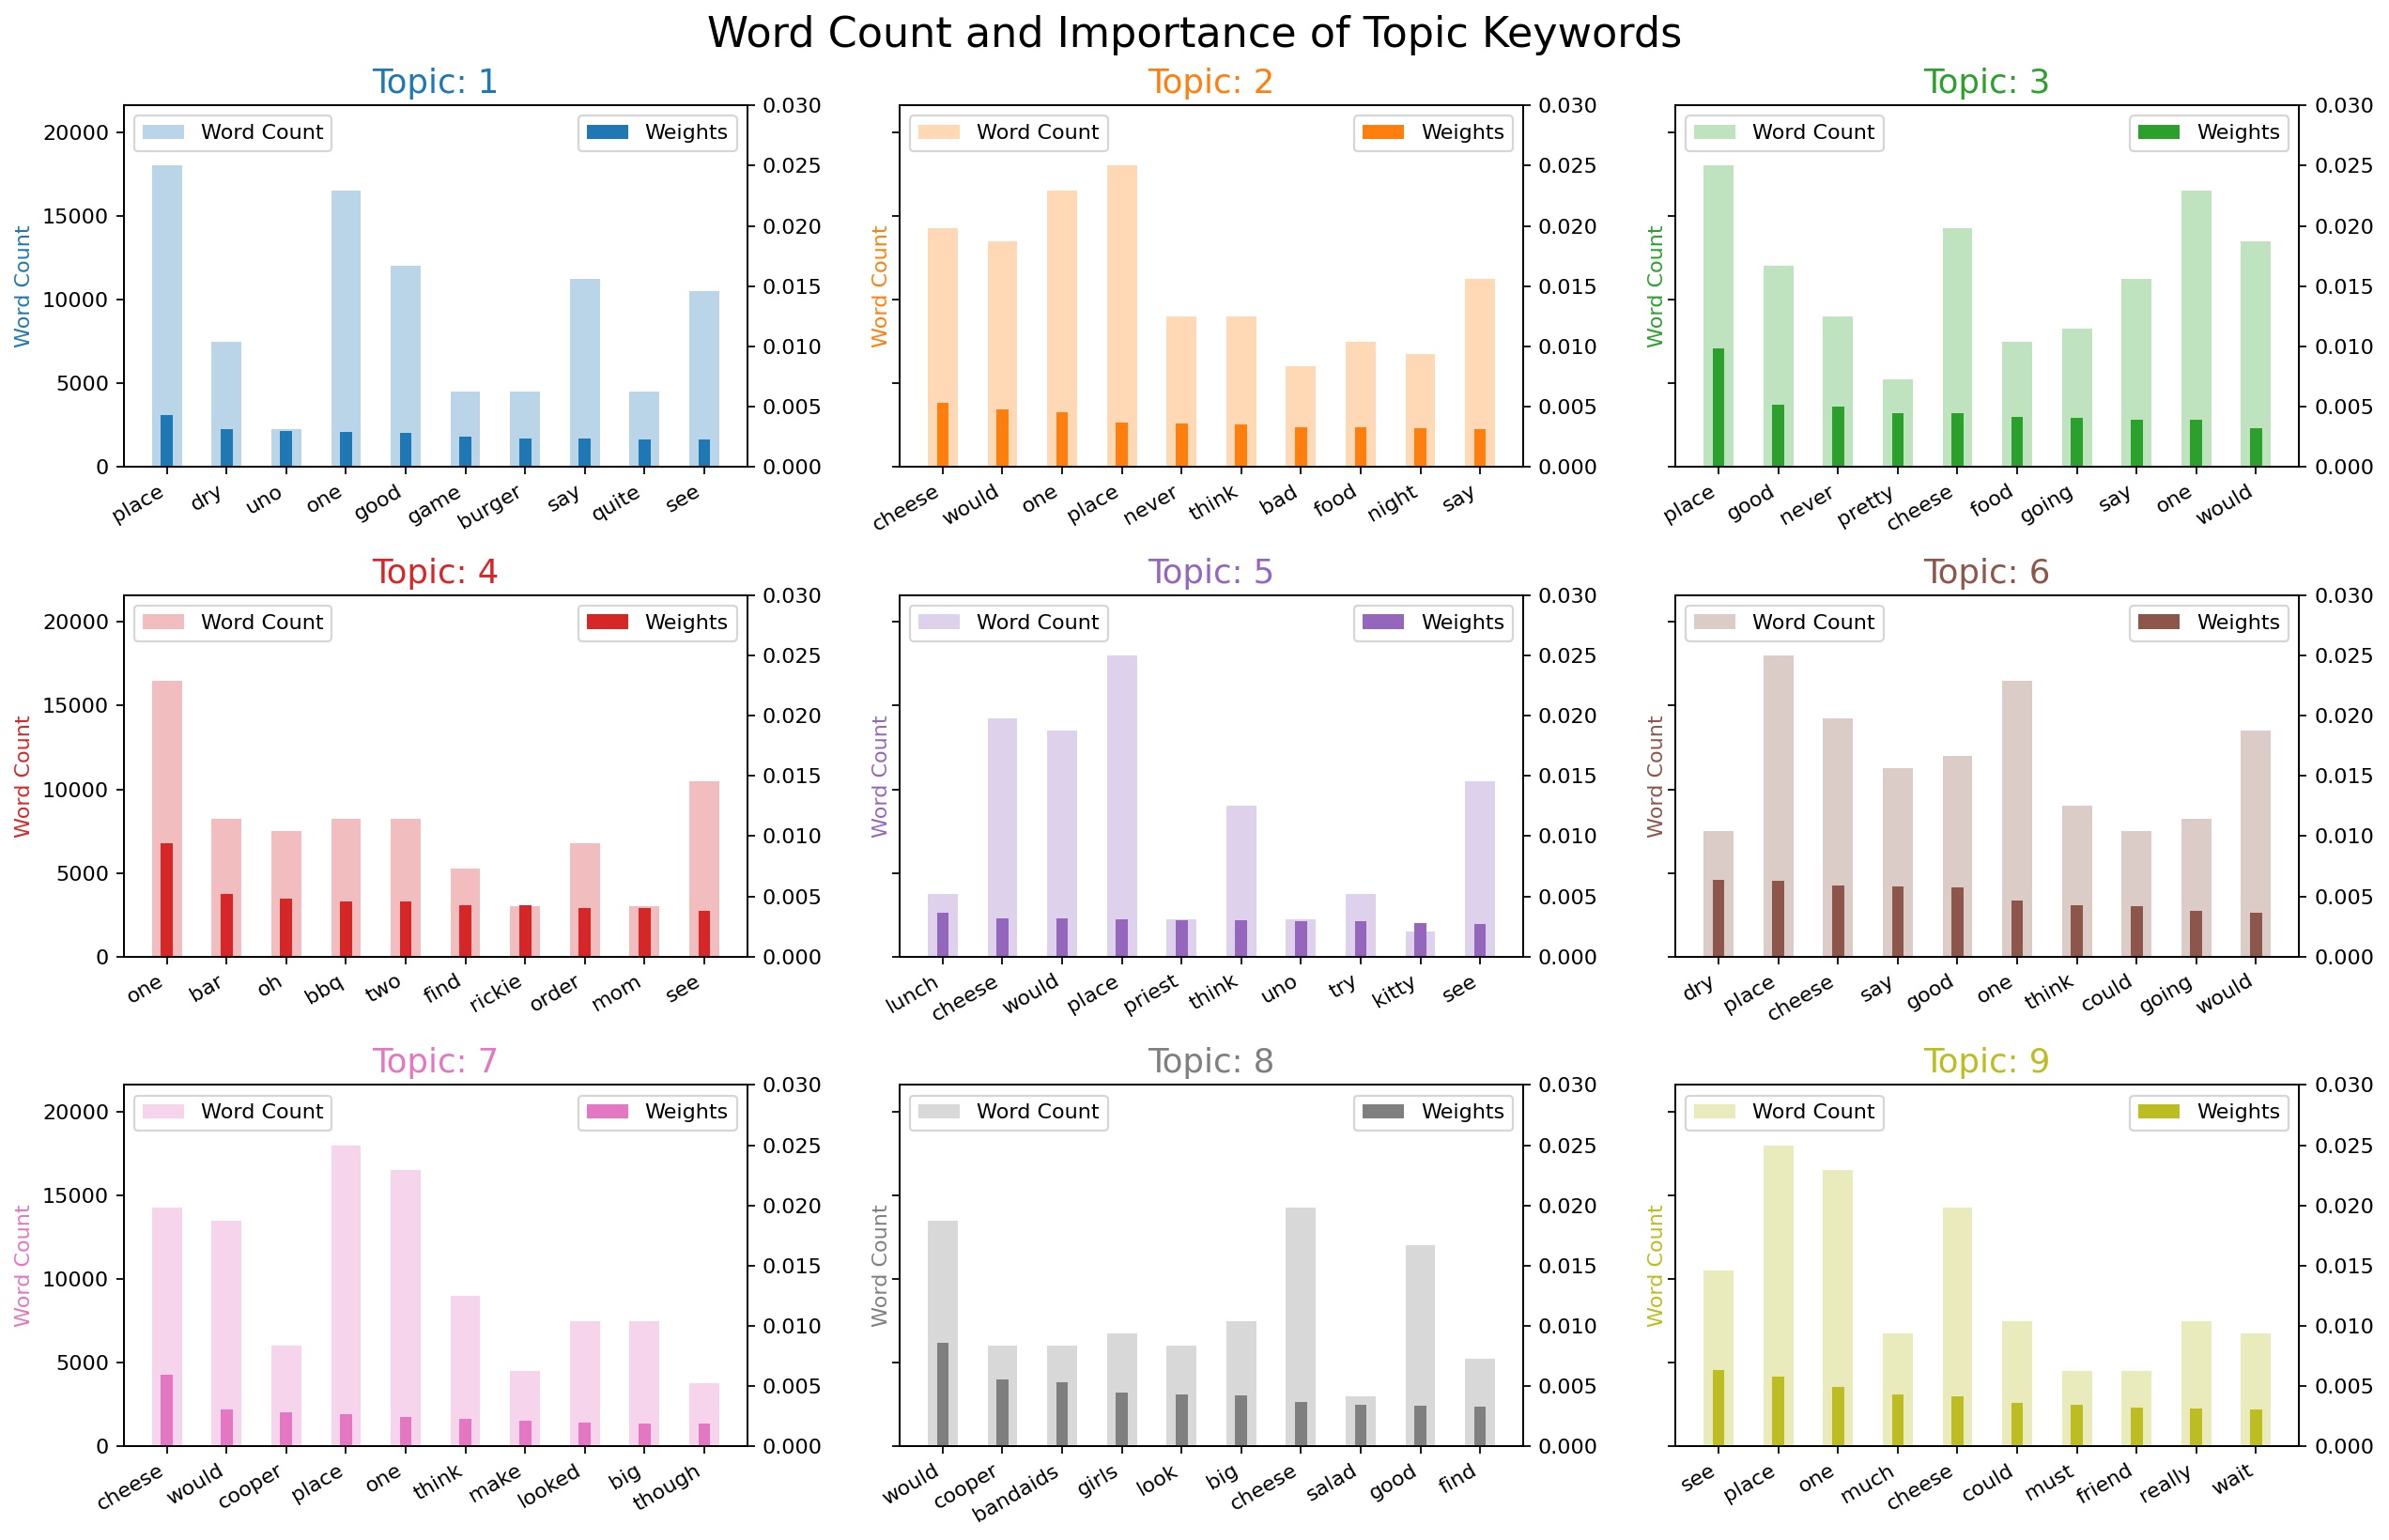 Word Count and Importance of Topic Keywords
Topic: 1
Topic: 2
Topic: 3
Word Count
Weights
Word Count
Weights
Word Count
Weights
Word Count
20000
15000
10000
5000
0
0.030
0.025
0.020
0.015
0.010
0.005
0.000
place dry uno one good game burger say quite see
Word Count
0.030
0.025
0.020
0.015
0.010
0.005
0.000
cheese would one place never think bad food night say
Word Count
0.030
0.025
0.020
0.015
0.010
0.005
0.000
place good never pretty cheese food going say one would
Topic: 4
Topic: 5
Topic: 6
Word Count
Weights
Word Count
Weights
Word Count
Weights
Word Count
20000
15000
10000
5000
0
0.030
0.025
0.020
0.015
0.010
0.005
0.000
one bar oh bbq two find rickie order mom see
Word Count
0.030
0.025
0.020
0.015
0.010
0.005
0.000
lunch cheese would place priest think uno try kitty see
Word Count
0.030
0.025
0.020
0.015
0.010
0.005
0.000
dry place cheese say good one think could going would
Topic: 7
Topic: 8
Topic: 9
Word Count
Weights
Word Count
Weights
Word Count
Weights
Word Count
20000
15000
10000
5000
0
0.030
0.025
0.020
0.015
0.010
0.005
0.000
cheese would cooper place one think make looked big though
Word Count
0.030
0.025
0.020
0.015
0.010
0.005
0.000
would cooper bandaids girls look big cheese salad good find
Word Count
0.030
0.025
0.020
0.015
0.010
0.005
0.000
see place one much cheese could must friend really wait